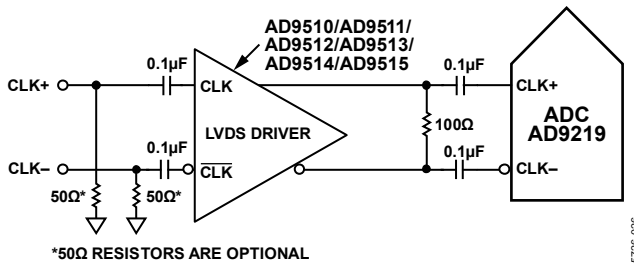 AD9510/AD9511/
AD9512/AD9513/
AD9514/AD9515
0.1µF
0.1µF
CLK+
CLK
CLK+
ADC
AD9219
LVDS DRIVER
100Ω
0.1µF
0.1µF
CLK–
CLK
CLK–
50Ω*
50Ω*
*50Ω RESISTORS ARE OPTIONAL